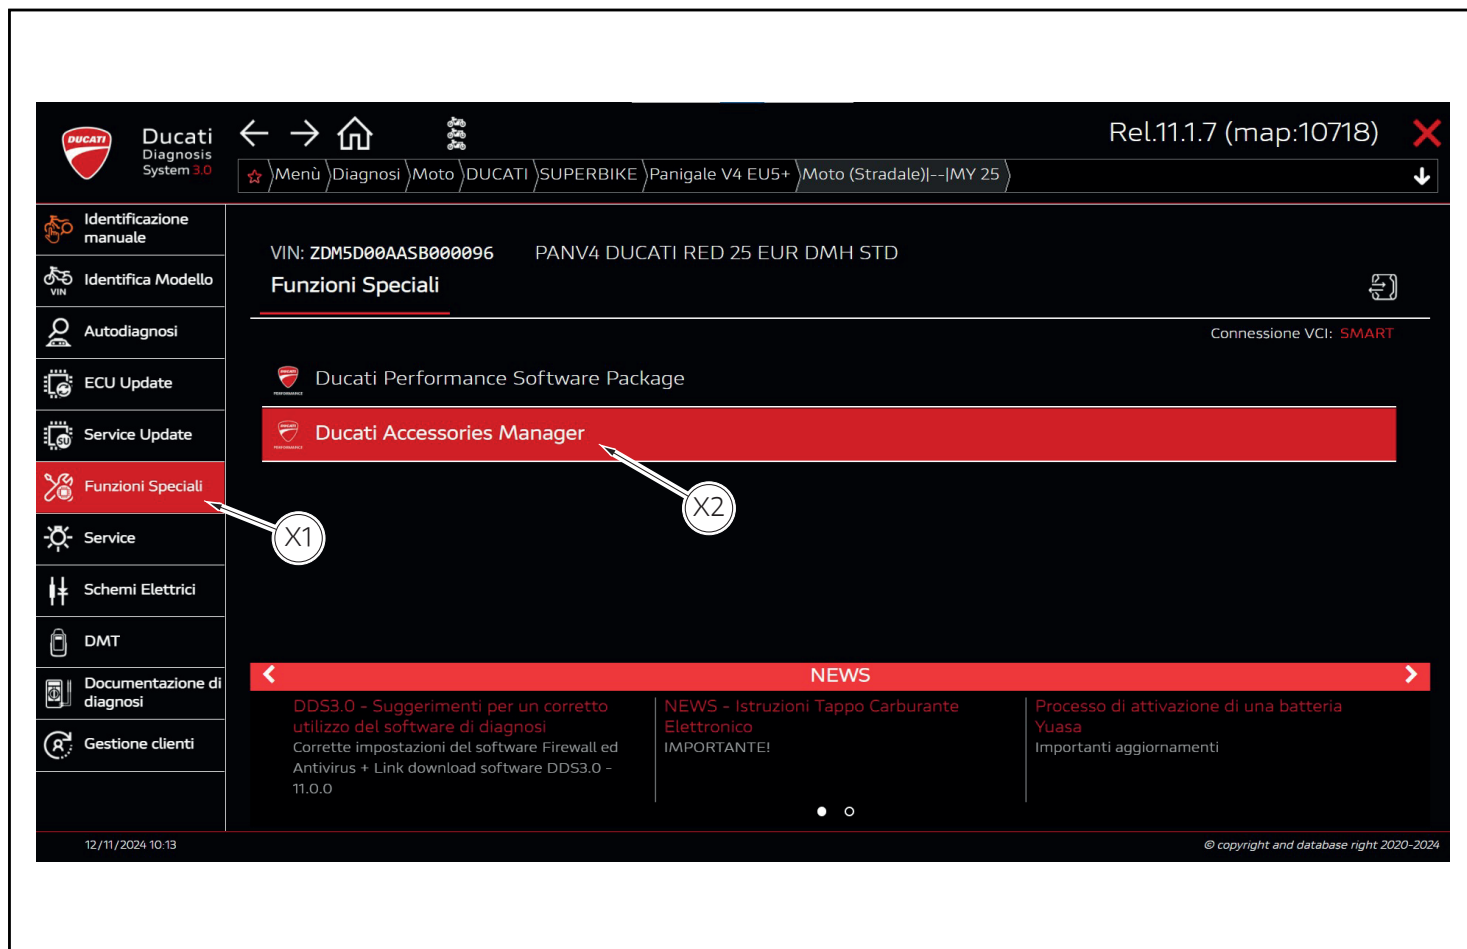 DUCATI
Ducati
Diagnosis
System 3.0
Rel.11.1.7 (map:10718)
Menù Diagnosi Moto DUCATI SUPERBIKE Panigale V4 EU5+ Moto (Stradale)|--|MY 25
Identificazione
manuale
VIN
Identifica Modello
Autodiagnosi
ECU Update
SU
Service Update
Funzioni Speciali
Service
Schemi Elettrici
DMT
Documentazione di
diagnosi
Gestione clienti
VIN: ZDM5D00AASB000096 PANV4 DUCATI RED 25 EUR DMH STD
Funzioni Speciali
Connessione VCI: SMART
Ducati Performance Software Package
Ducati Accessories Manager
X1
X2
NEWS
DDS3.0 - Suggerimenti per un corretto
utilizzo del software di diagnosi
Corrette impostazioni del software Firewall ed
Antivirus + Link download software DDS3.0 -
11.0.0
NEWS - Istruzioni Tappo Carburante
Elettronico
IMPORTANTE!
Processo di attivazione di una batteria
Yuasa
Importanti aggiornamenti
12/11/2024 10:13
© copyright and database right 2020-2024